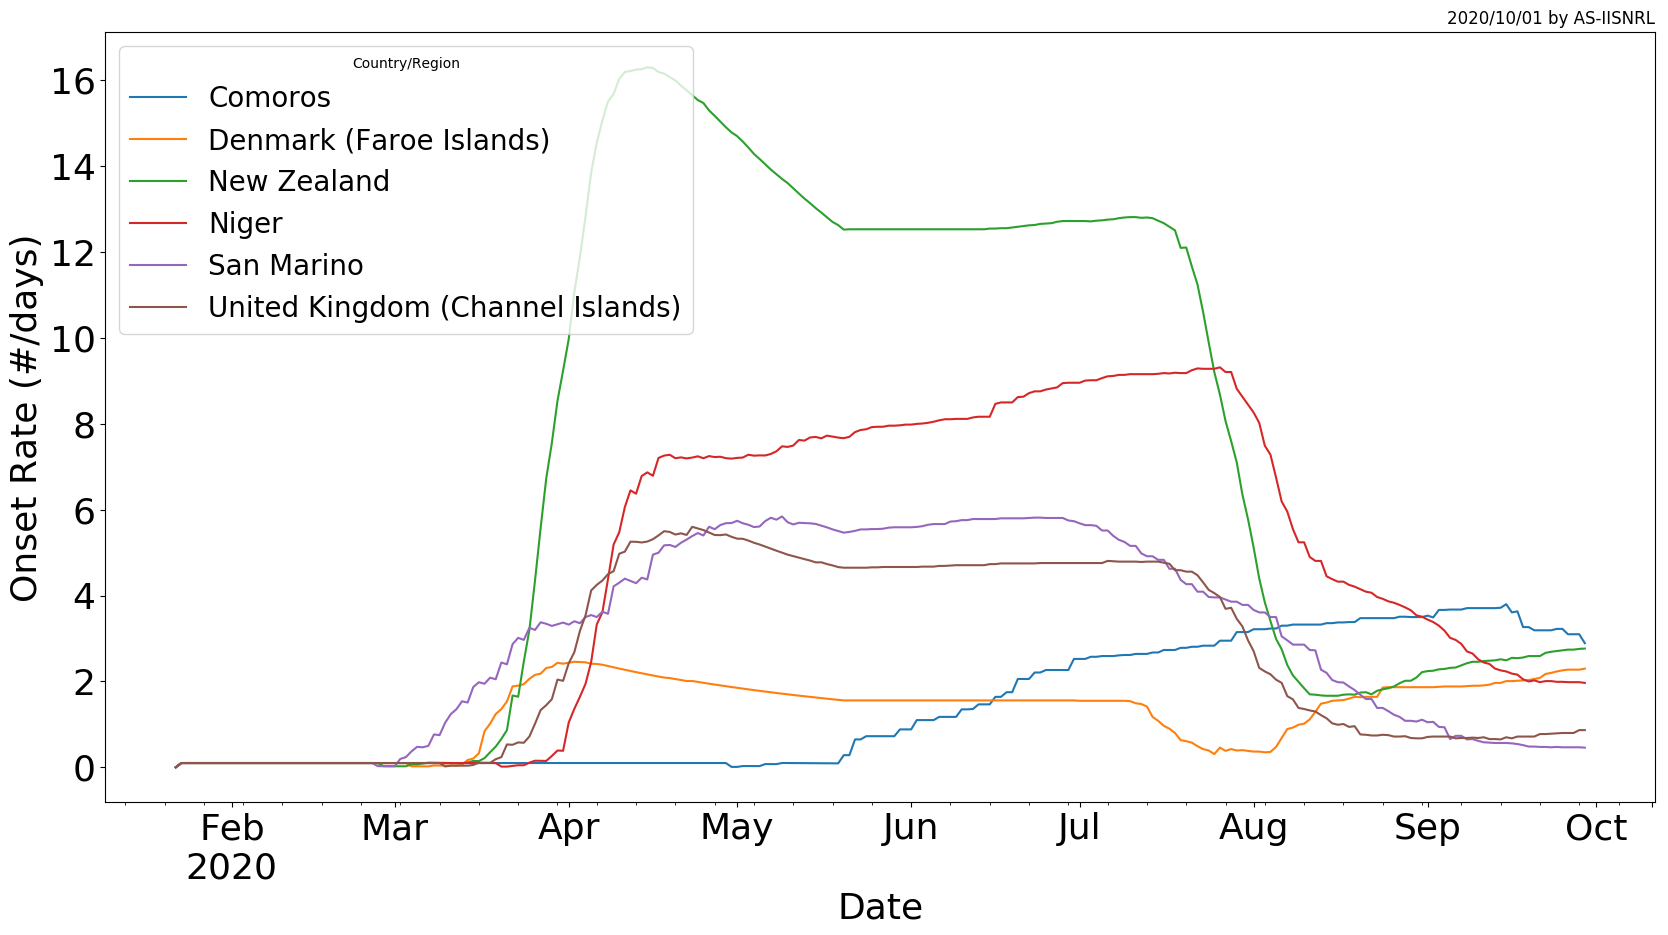 2020/10/01 by AS-IISNRL
Country/Region
Comoros
Denmark (Faroe Islands)
New Zealand
Niger
San Marino
United Kingdom (Channel Islands)
Onset Rate (#/days)
16
14
12
10
8
6
4
2
0
Feb Mar Apr May Jun Jul Aug Sep Oct
2020
Date